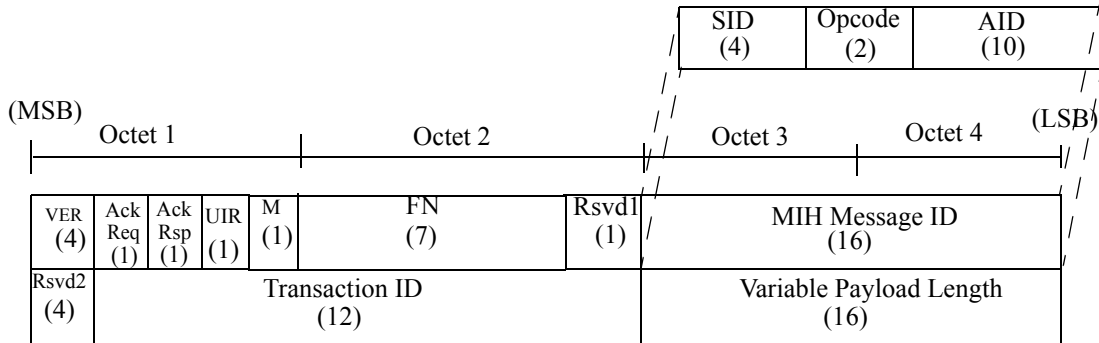 SID Opcode AID
(4) (2) (10)
(MSB) (LSB)
Octet 1 Octet 2 Octet 3 Octet 4
VER Ack Ack UIR M FN Rsvd1 MIH Message ID
Req Rsp
(4) (1) (1) (1) (1) (7) (1) (16)
Rsvd2 Transaction ID Variable Payload Length
(4) (12) (16)